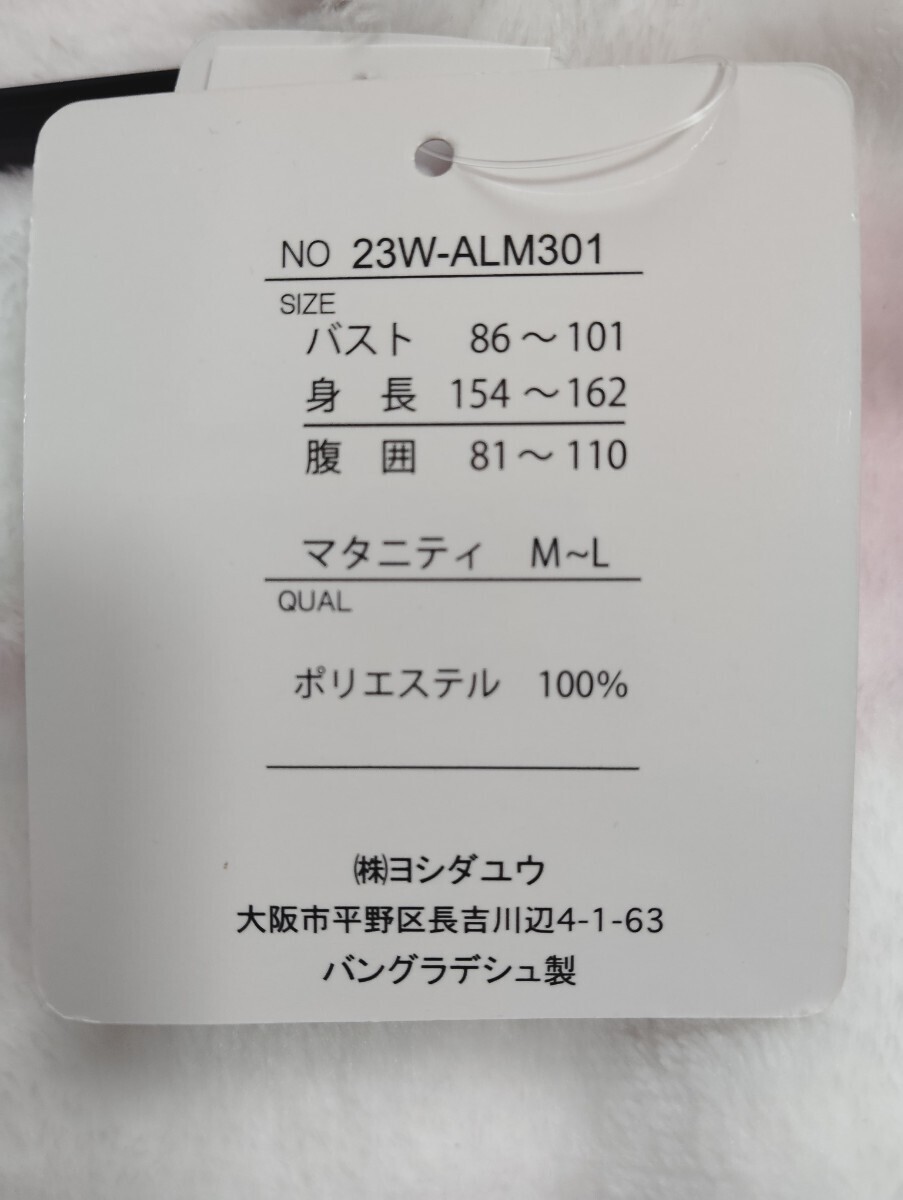 NO 23W-ALM301
SIZE
バスト 86～101
身長 154～162
腹囲 81～110
マタニティ M~L
QUAL
ポリエステル 100%
㈱ヨシダユウ
大阪市平野区長吉川辺4-1-63
バングラデシュ製